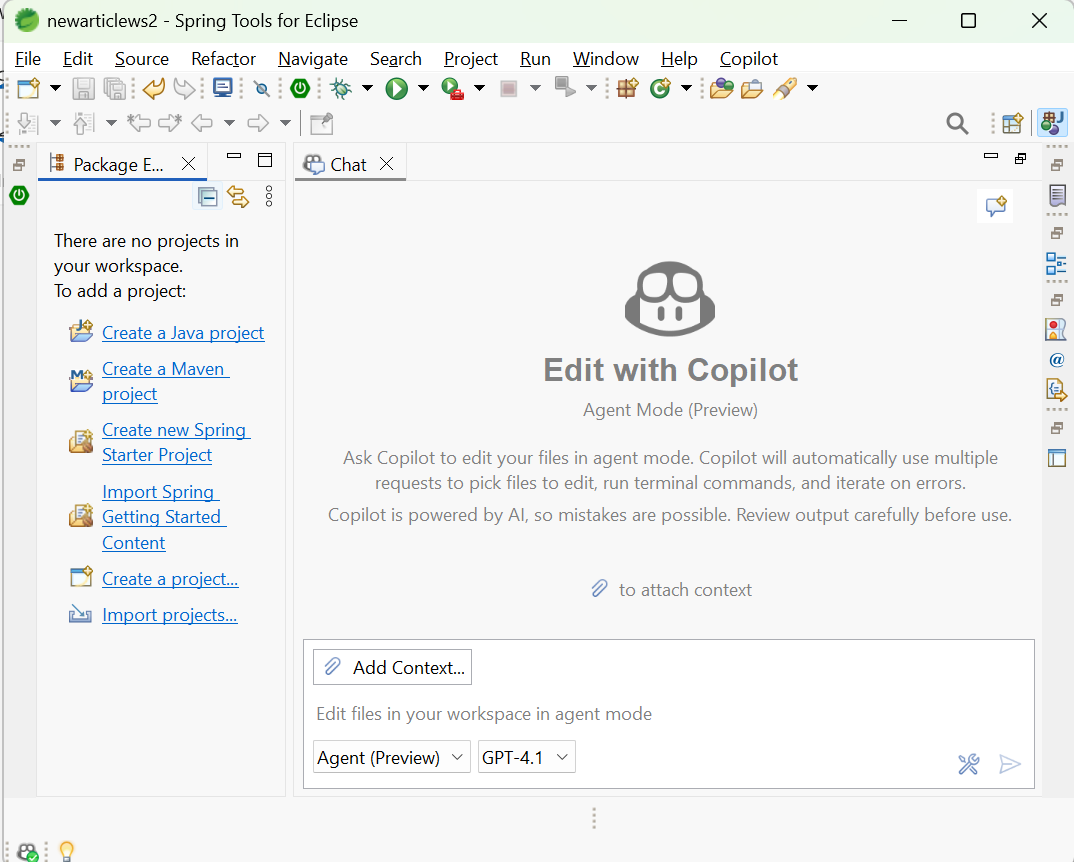 newarticlews2 - Spring Tools for Eclipse
File Edit Source Refactor Navigate Search Project Run Window Help Copilot
Package E...
Chat
There are no projects in
your workspace.
To add a project:
Create a Java project
Create a Maven
project
Create new Spring
Starter Project
Import Spring
Getting Started
Content
Create a project...
Import projects...
Edit with Copilot
Agent Mode (Preview)
Ask Copilot to edit your files in agent mode. Copilot will automatically use multiple
requests to pick files to edit, run terminal commands, and iterate on errors.
Copilot is powered by AI, so mistakes are possible. Review output carefully before use.
to attach context
Add Context...
Edit files in your workspace in agent mode
Agent (Preview) GPT-4.1